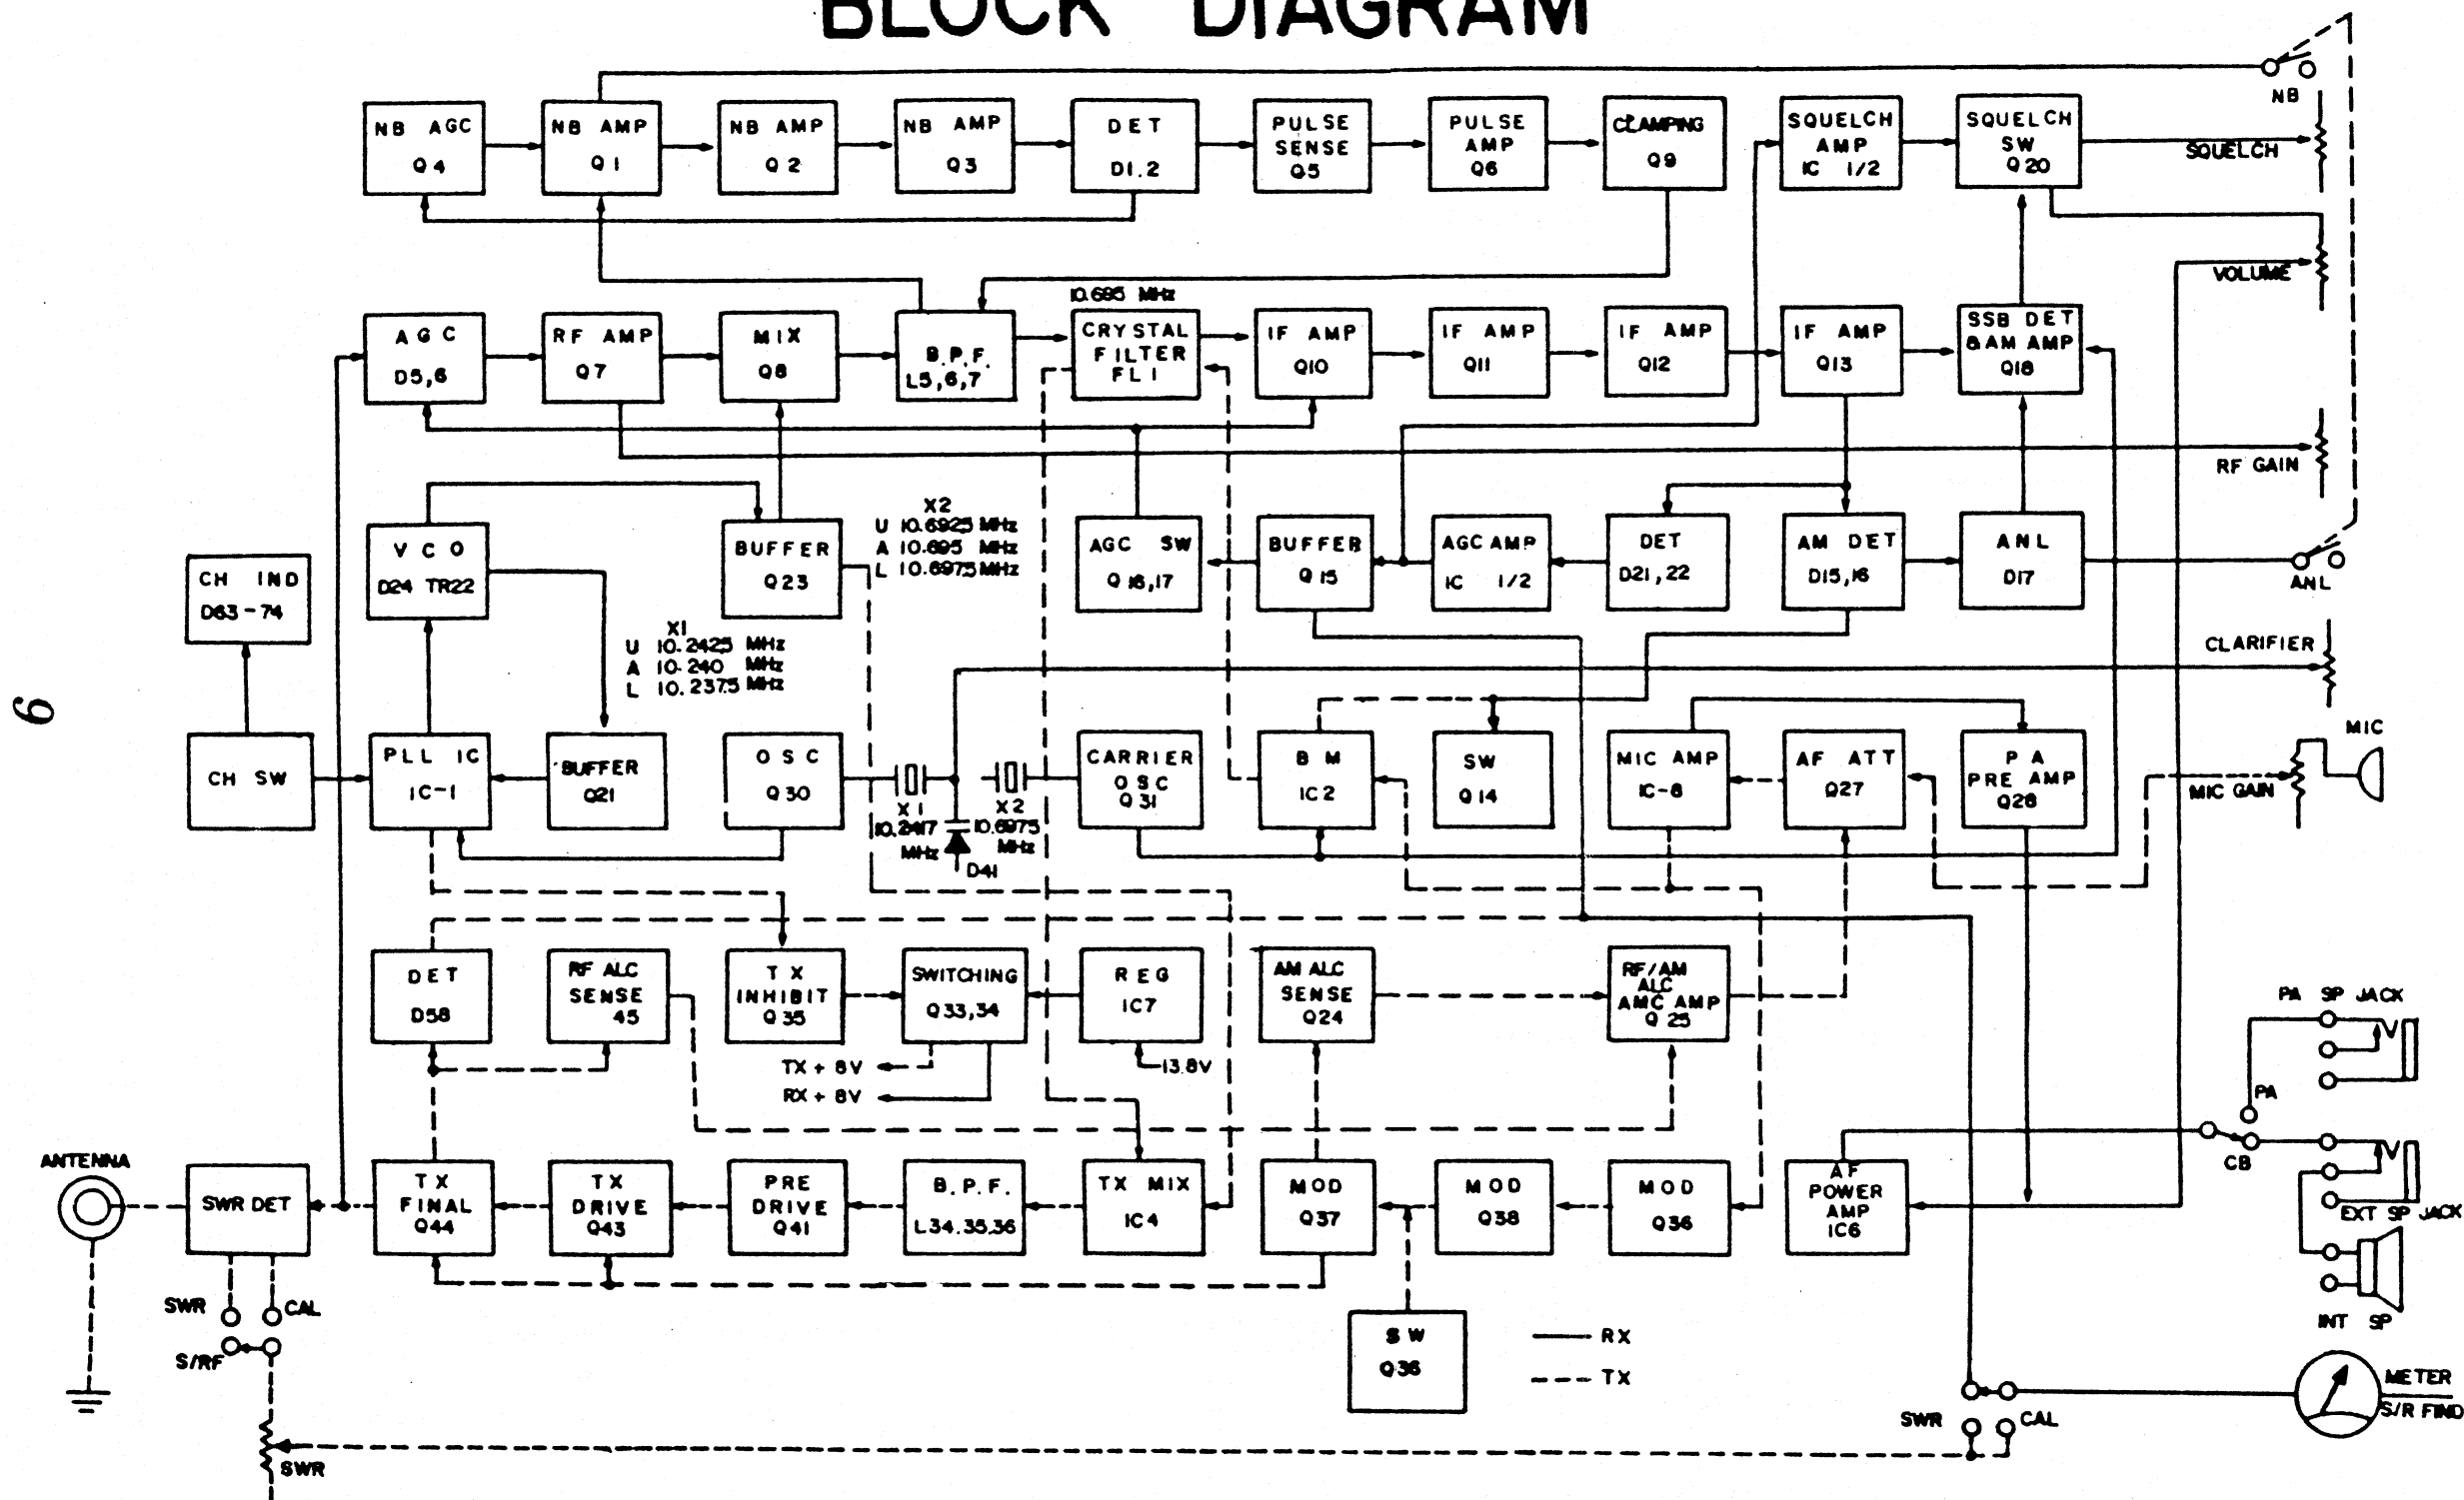 BLOCK DIAGRAM
NB
NB AGC
Q4
NB AMP
Q1
NB AMP
Q2
NB AMP
Q3
DET
D1.2
PULSE
SENSE
Q5
PULSE
AMP
Q6
CLAMPING
Q9
SQUELCH
AMP
IC 1/2
SQUELCH
SW
Q20
SQUELCH
VOLUME
10.695 MHz
AGC
D5,6
RF AMP
Q7
MIX
Q8
B.P.F.
L5,6,7
CRYSTAL
FILTER
FL1
IF AMP
Q10
IF AMP
Q11
IF AMP
Q12
IF AMP
Q13
SSB DET
&AM AMP
Q18
RF GAIN
CH IND
D63-74
VCO
D24 TR22
X1
U 10.2425 MHz
A 10.240 MHz
L 10.2375 MHz
BUFFER
Q23
X2
U 10.6925 MHz
A 10.695 MHz
L 10.6975 MHz
AGC SW
Q16,17
BUFFER
Q15
AGC AMP
IC 1/2
DET
D21,22
AM DET
D15,16
ANL
D17
ANL
CLARIFIER
9
CH SW
PLL IC
IC-1
BUFFER
Q21
OSC
Q30
X1
10.2417
MHz
X2
10.6975
MHz
D41
CARRIER
OSC
Q31
BM
IC2
SW
Q14
MIC AMP
IC-8
AF ATT
Q27
PA
PRE AMP
Q28
MIC
MIC GAIN
DET
D58
RF ALC
SENSE
45
TX
INHIBIT
Q35
SWITCHING
Q33,34
REG
IC7
AM ALC
SENSE
Q24
RF/AM
ALC
AMC AMP
Q25
TX + 8V
RX + 8V
13.8V
PA SP JACK
PA
CB
EXT SP JACK
INT SP
ANTENNA
SWR DET
TX
FINAL
Q44
TX
DRIVE
Q43
PRE
DRIVE
Q41
B.P.F.
L34.35.36
TX MIX
IC4
MOD
Q37
MOD
Q38
MOD
Q36
AF
POWER
AMP
IC6
SWR
CAL
S/RF
SWR
SW
Q36
RX
TX
SWR
CAL
METER
S/R FIND